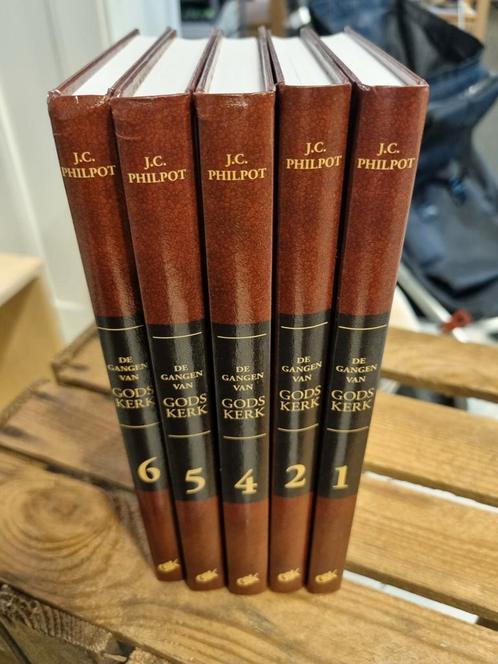 J.C.
PHILPOT
DE
GANGEN
VAN
GODS
KERK
6
J.C.
PHILPOT
DE
GANGEN
VAN
GODS
KERK
5
J.C.
PHILPOT
DE
GANGEN
VAN
GODS
KERK
4
J.C.
PHILPOT
DE
GANGEN
VAN
GODS
KERK
2
J.C.
PHILPOT
DE
GANGEN
VAN
GODS
KERK
1